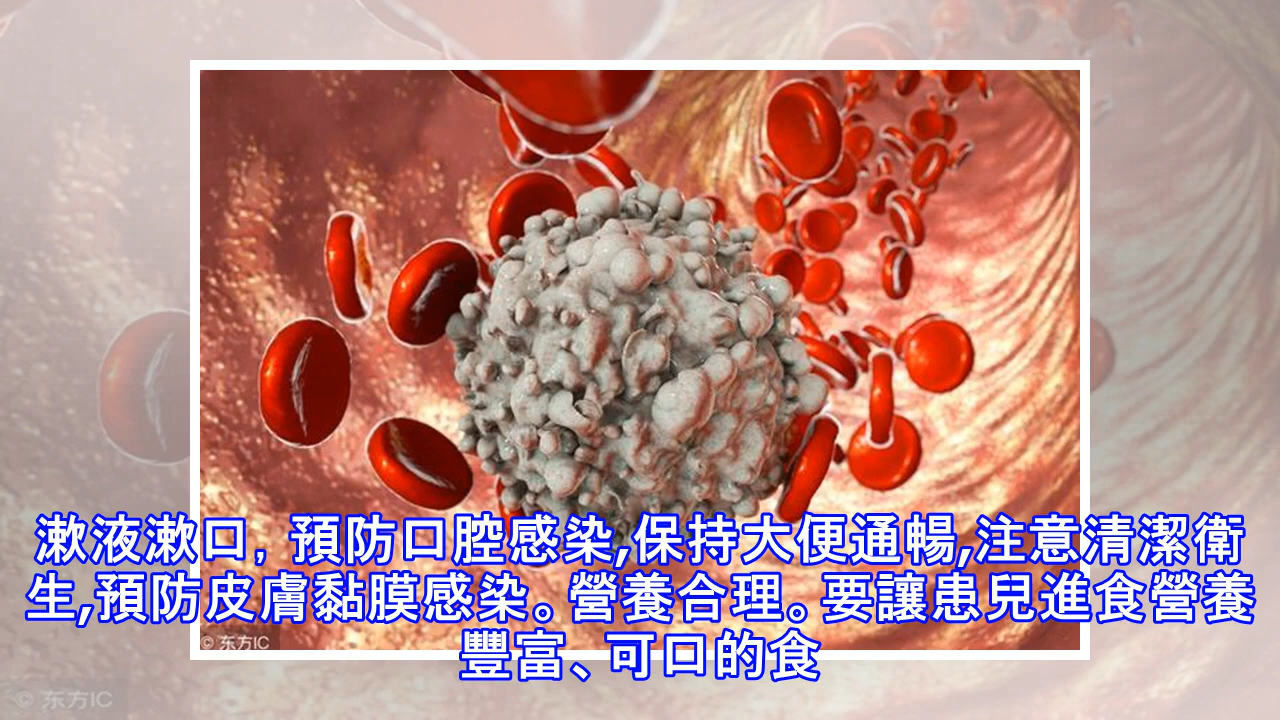 漱液漱口，預防口腔感染,保持大便通暢,注意清潔衛
生,預防皮膚黏膜感染。營養合理。要讓患兒進食營養
豐富、可口的食
© 东方IC
© 东方IC